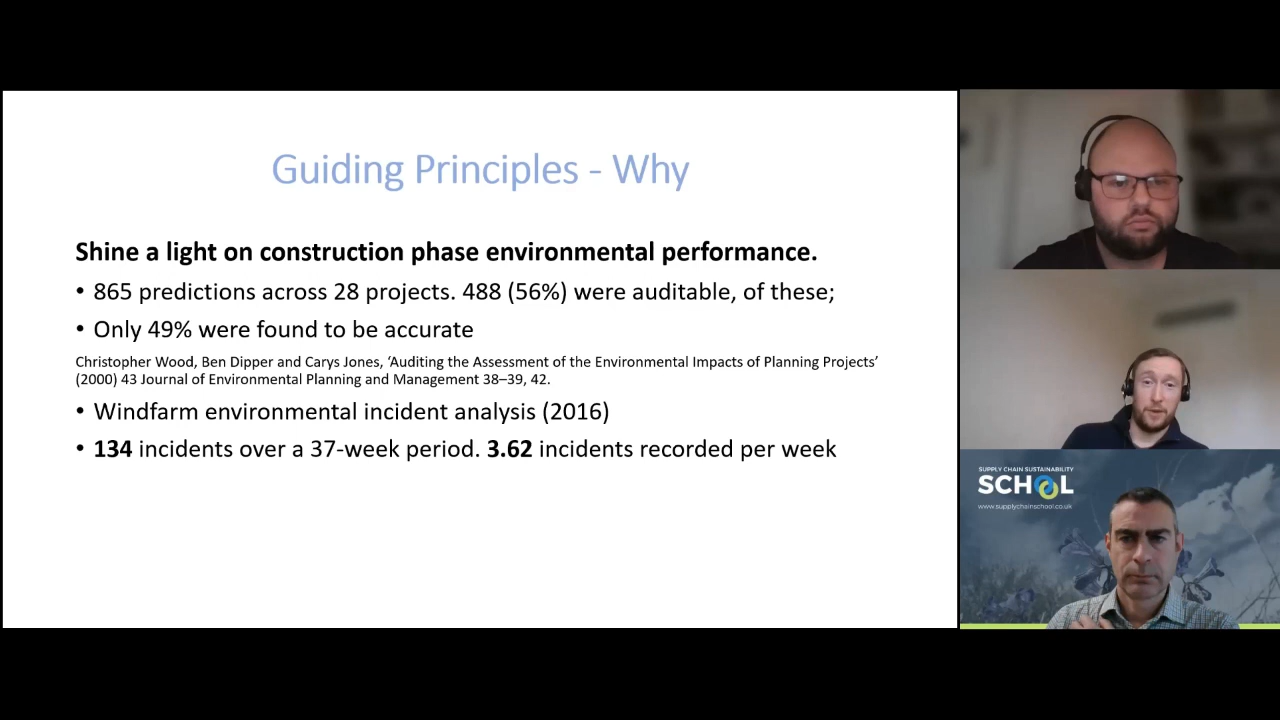 Guiding Principles - Why
Shine a light on construction phase environmental performance.
• 865 predictions across 28 projects. 488 (56%) were auditable, of these;
• Only 49% were found to be accurate
Christopher Wood, Ben Dipper and Carys Jones, ‘Auditing the Assessment of the Environmental Impacts of Planning Projects’
(2000) 43 Journal of Environmental Planning and Management 38–39, 42.
• Windfarm environmental incident analysis (2016)
• 134 incidents over a 37-week period. 3.62 incidents recorded per week
SUPPLY CHAIN SUSTAINABILITY
SCHOOL
www.supplychainschool.co.uk